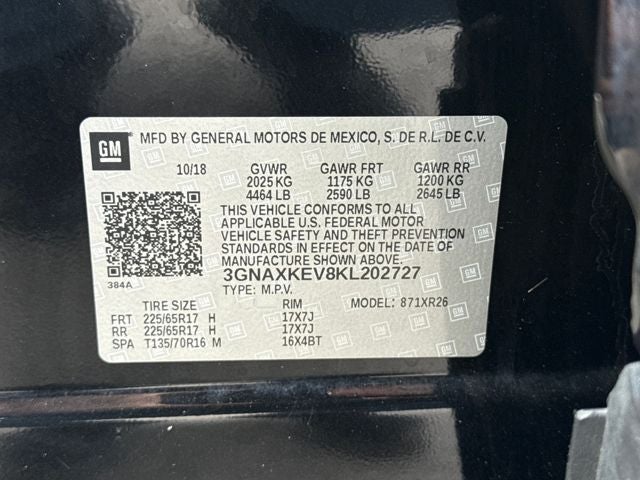 GM MFD BY GENERAL MOTORS DE MEXICO, S. DE R.L. DE C.V.
10/18 GVWR GAWR FRT GAWR RR
2025 KG 1175 KG 1200 KG
4464 LB 2590 LB 2645 LB
THIS VEHICLE CONFORMS TO ALL
APPLICABLE U.S. FEDERAL MOTOR
VEHICLE SAFETY AND THEFT PREVENTION
STANDARDS IN EFFECT ON THE DATE OF
MANUFACTURE SHOWN ABOVE.
3GNAXKEV8KL202727
384A TYPE: M.P.V.
TIRE SIZE RIM MODEL: 871XR26
FRT 225/65R17 H 17X7J
RR 225/65R17 H 17X7J
SPA T135/70R16 M 16X4BT